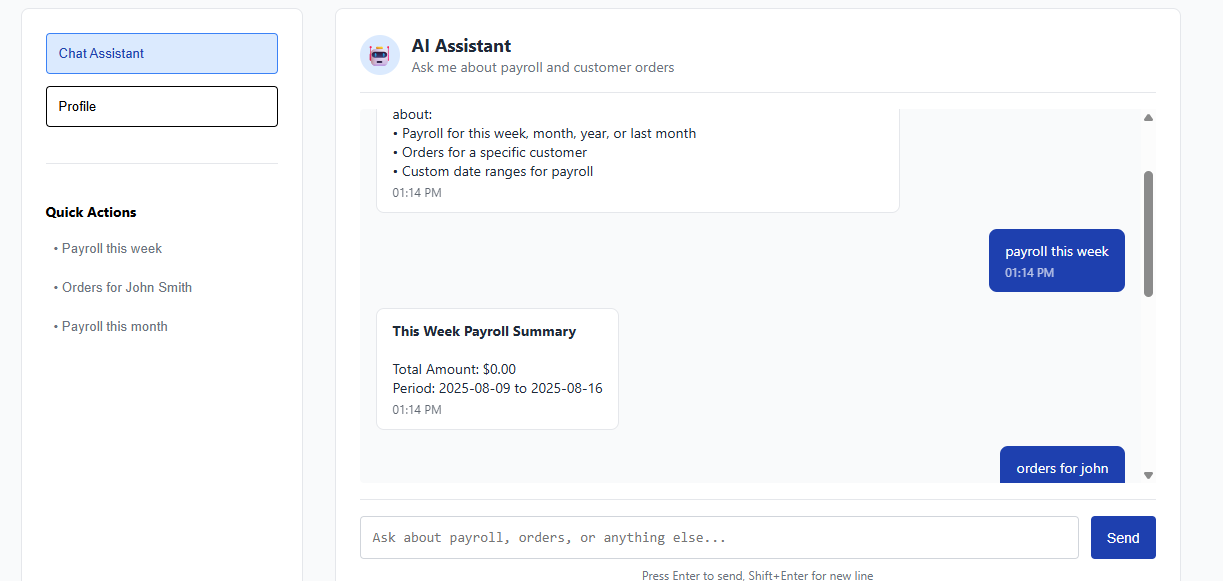 Chat Assistant
Profile
Quick Actions
• Payroll this week
• Orders for John Smith
• Payroll this month
AI Assistant
Ask me about payroll and customer orders
about:
• Payroll for this week, month, year, or last month
• Orders for a specific customer
• Custom date ranges for payroll
01:14 PM
payroll this week
01:14 PM
This Week Payroll Summary
Total Amount: $0.00
Period: 2025-08-09 to 2025-08-16
01:14 PM
orders for john
Ask about payroll, orders, or anything else...
Send
Press Enter to send, Shift+Enter for new line